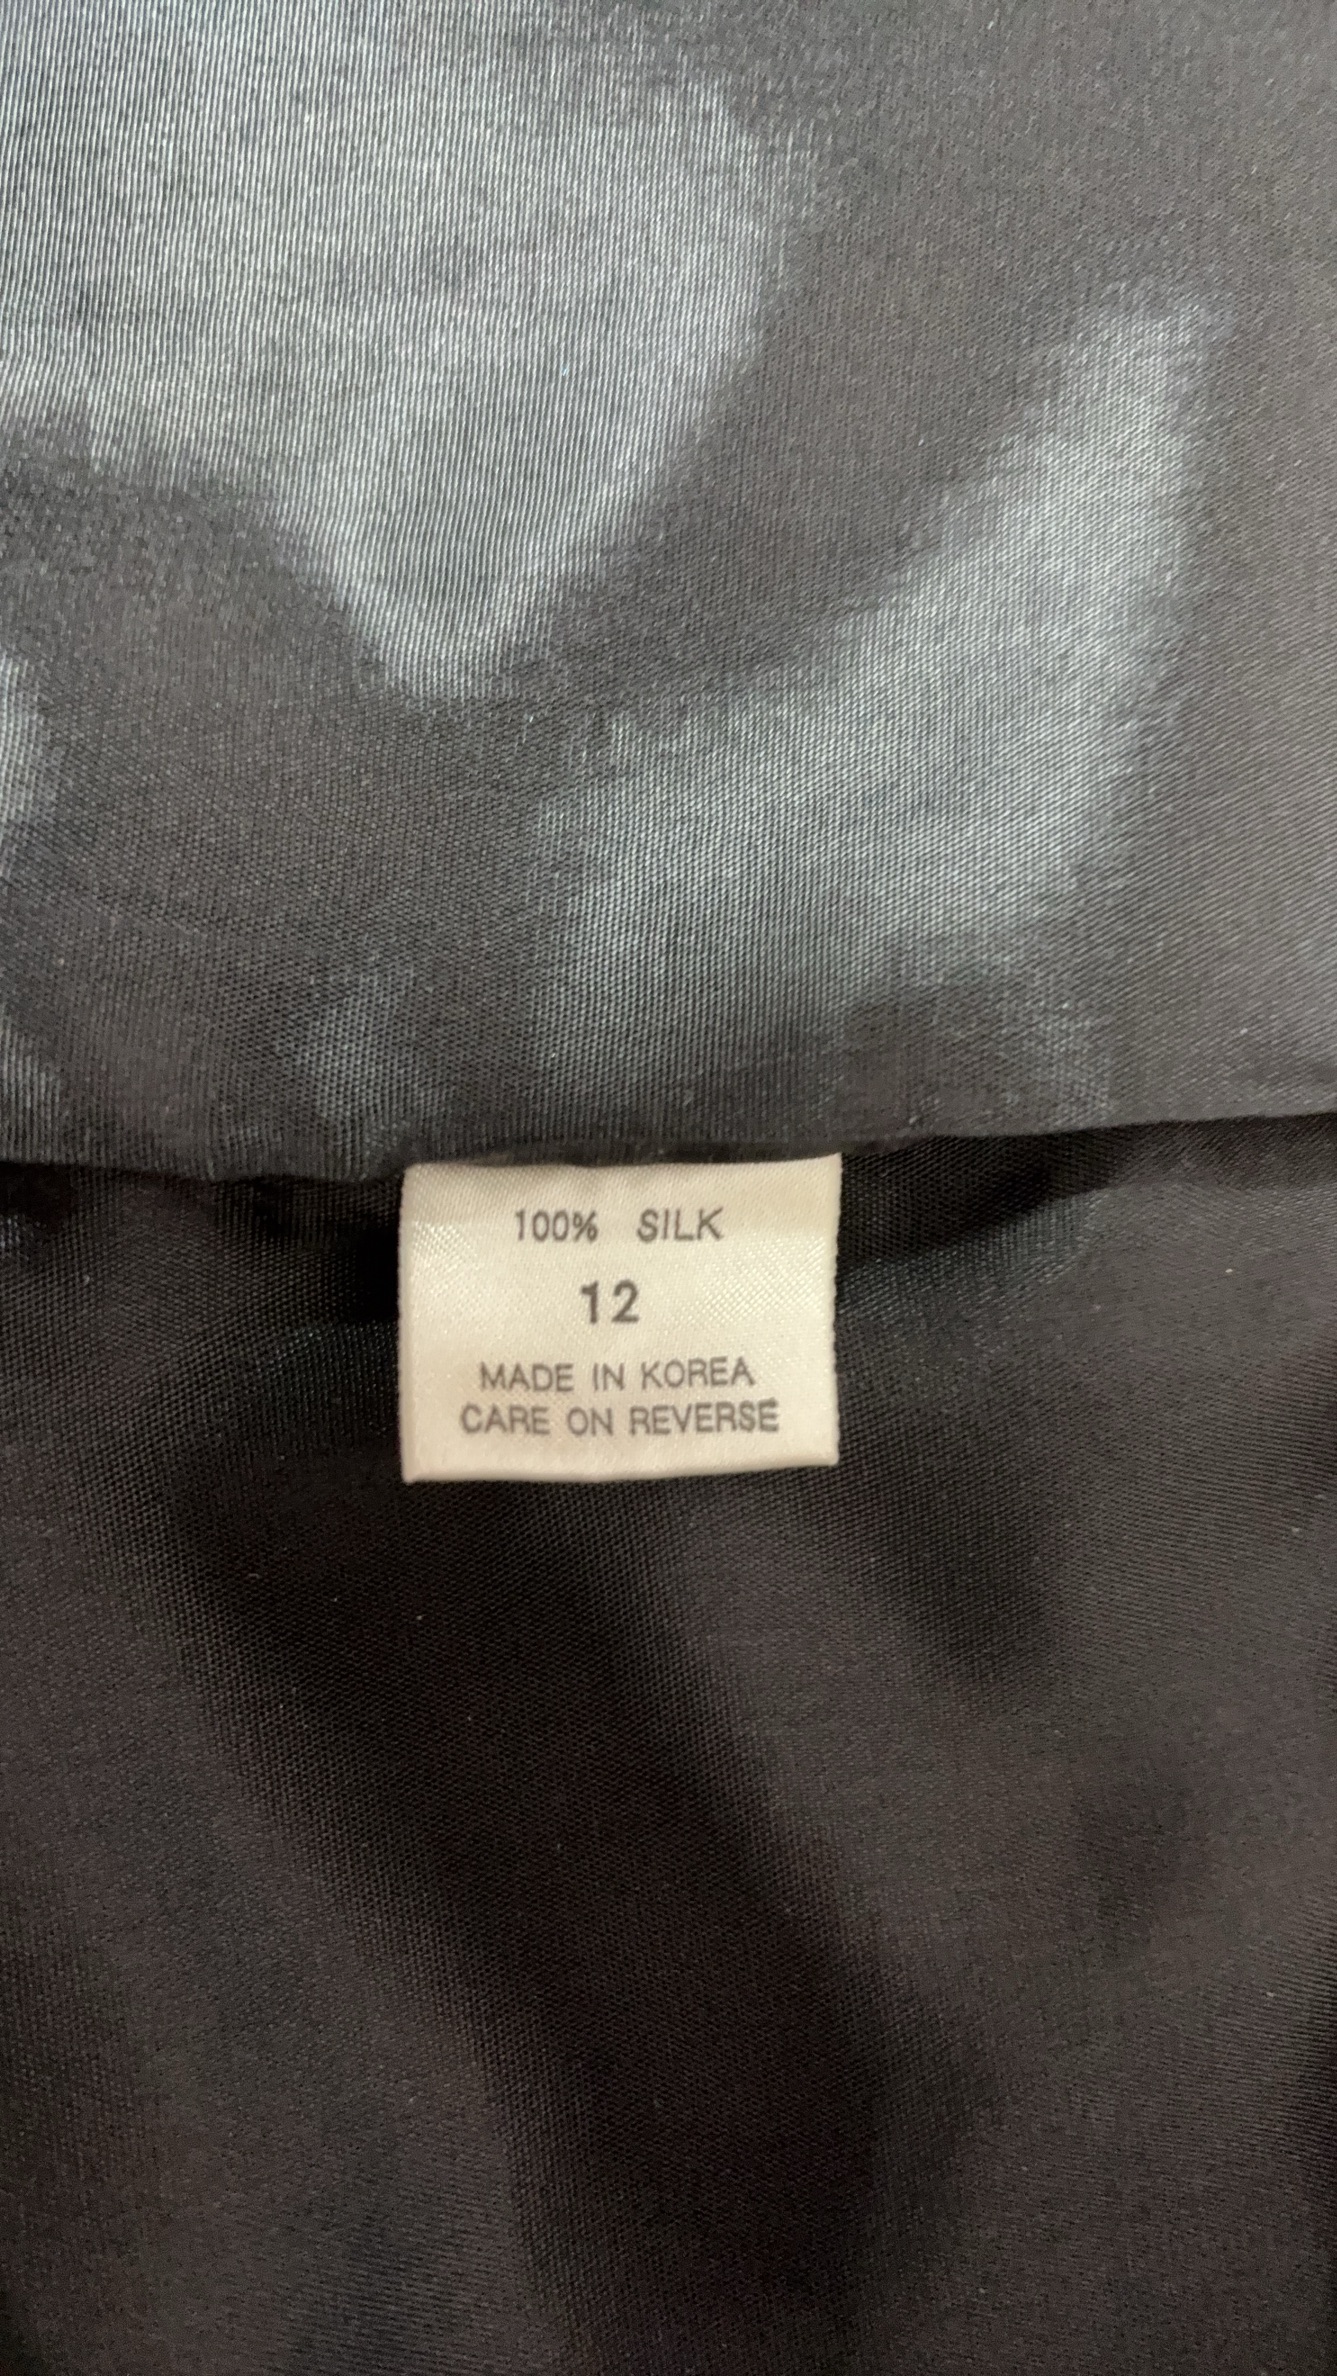 100% SILK
12
MADE IN KOREA
CARE ON REVERSE